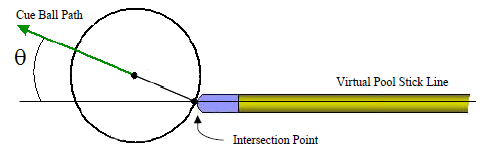 Cue Ball Path
θ
Virtual Pool Stick Line
Intersection Point